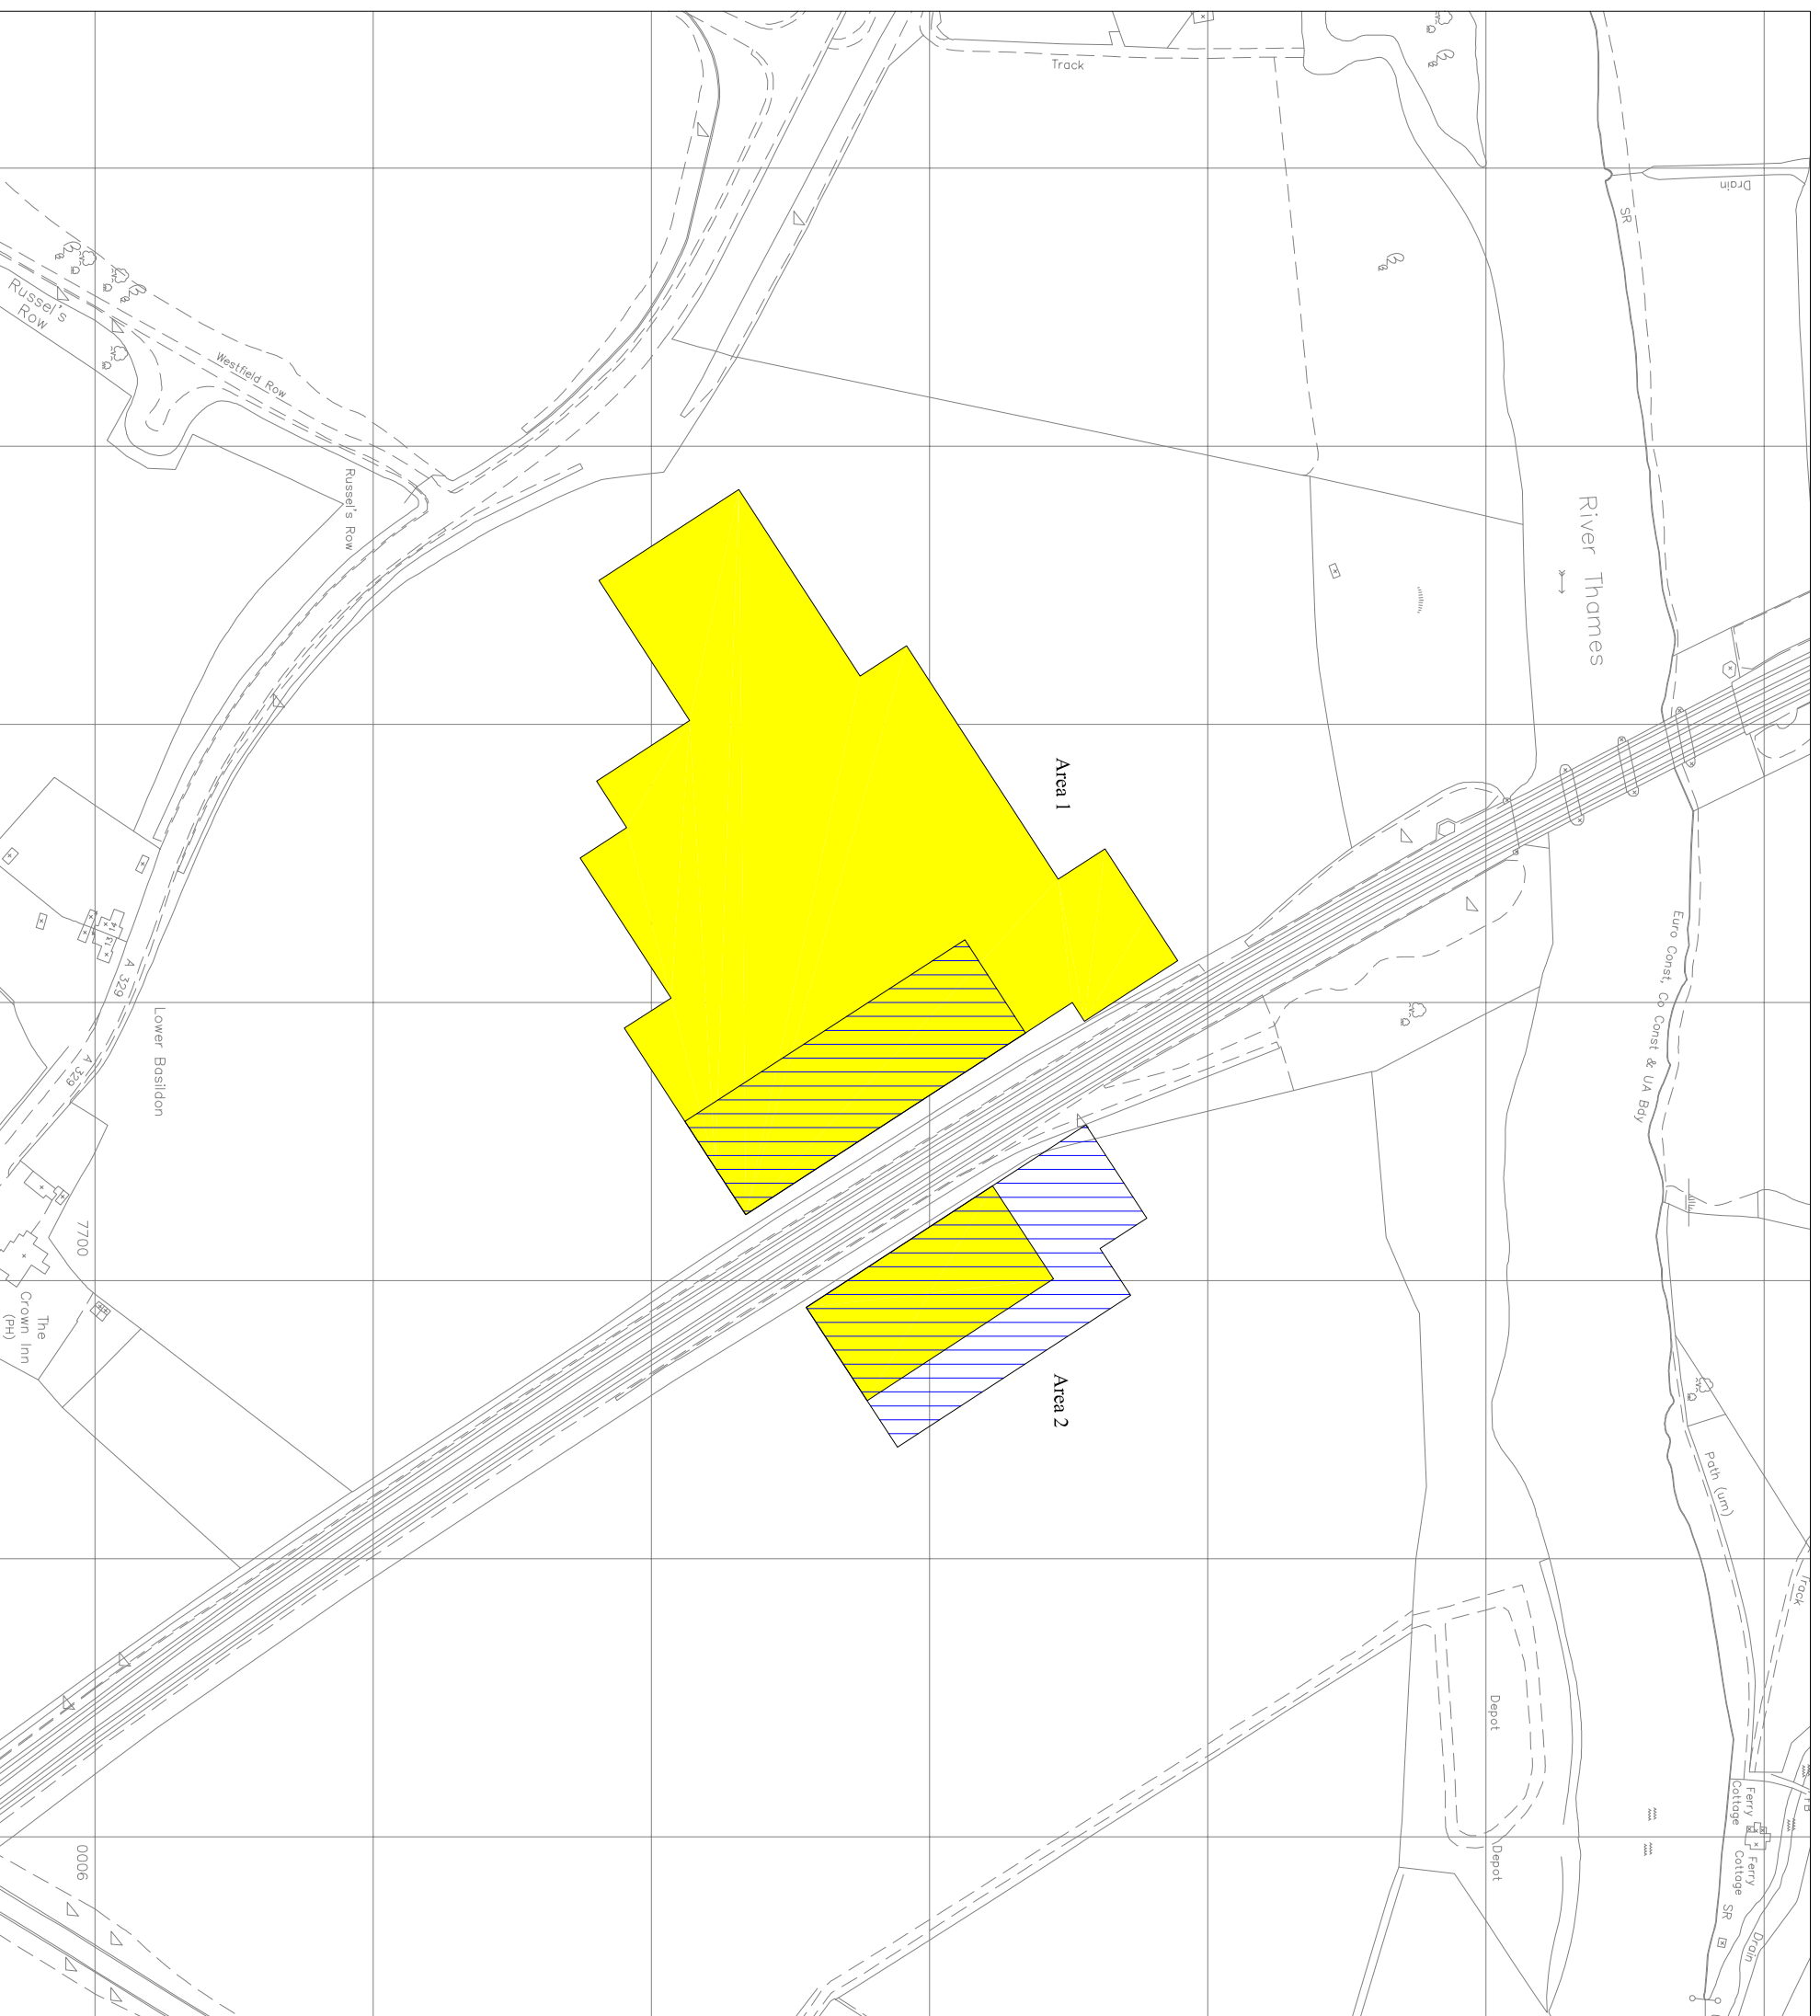 Track
Drain
SR
Russel's
Row
Westfield Row
Russel's Row
River Thames
Area 1
Euro Const, Co Const & UA Bdy
A 329
Lower Basildon
A 329
7700
The
Crown Inn
(PH)
Area 2
Path (um)
Track
Depot
Depot
Ferry
Cottage
Ferry
Cottage
FB
SR
Drain
0006